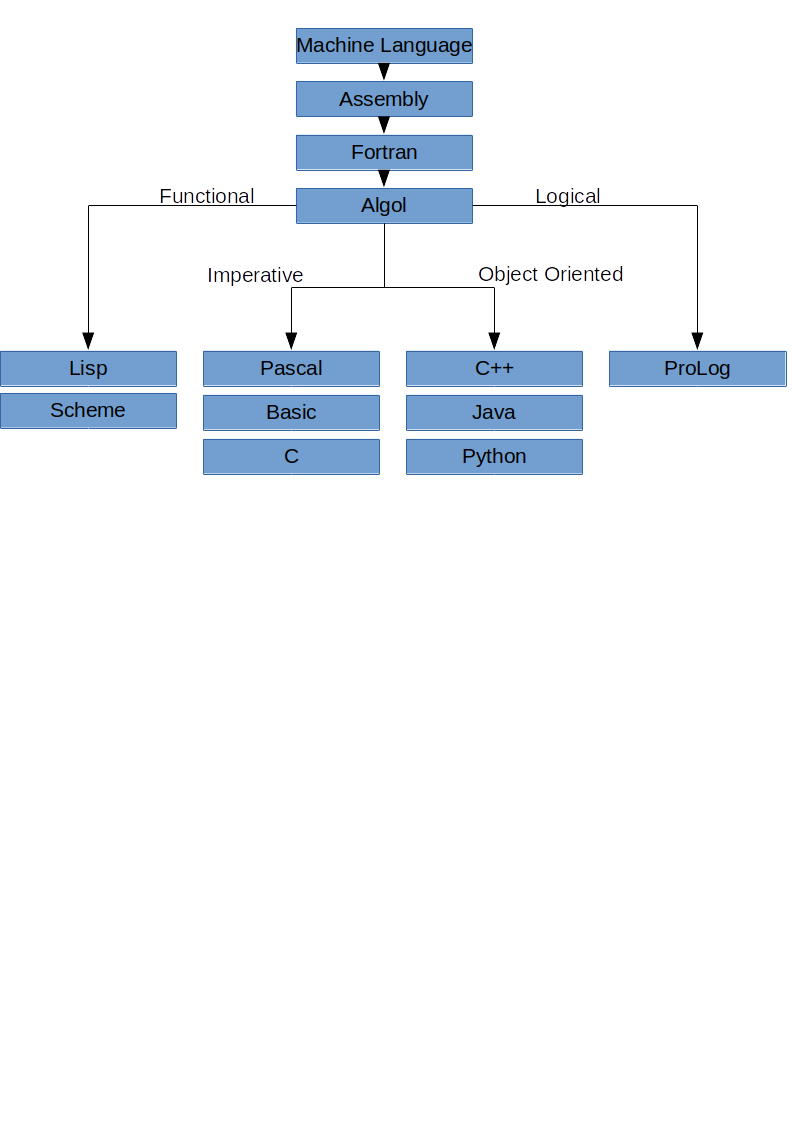 Machine Language
Assembly
Fortran
Functional
Algol
Logical
Imperative
Object Oriented
Lisp
Pascal
C++
ProLog
Scheme
Basic
Java
C
Python